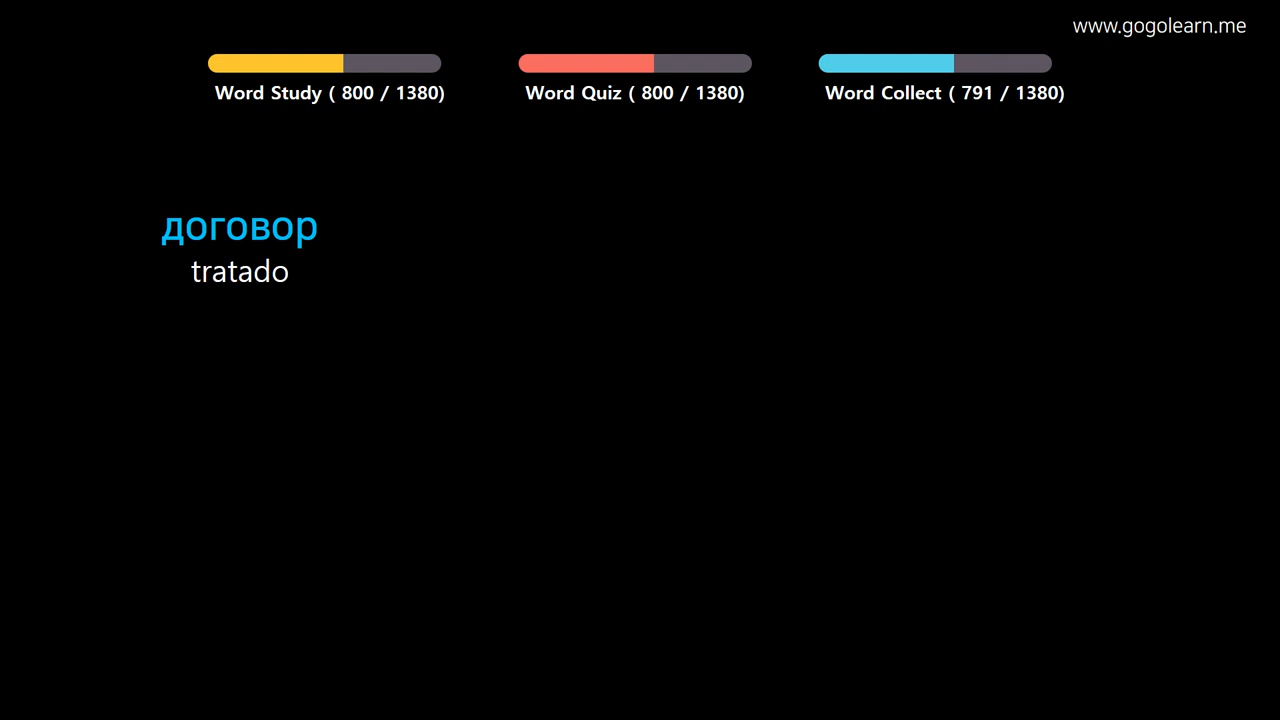 www.gogolearn.me
Word Study ( 800 / 1380)
Word Quiz ( 800 / 1380)
Word Collect ( 791 / 1380)
договор
tratado